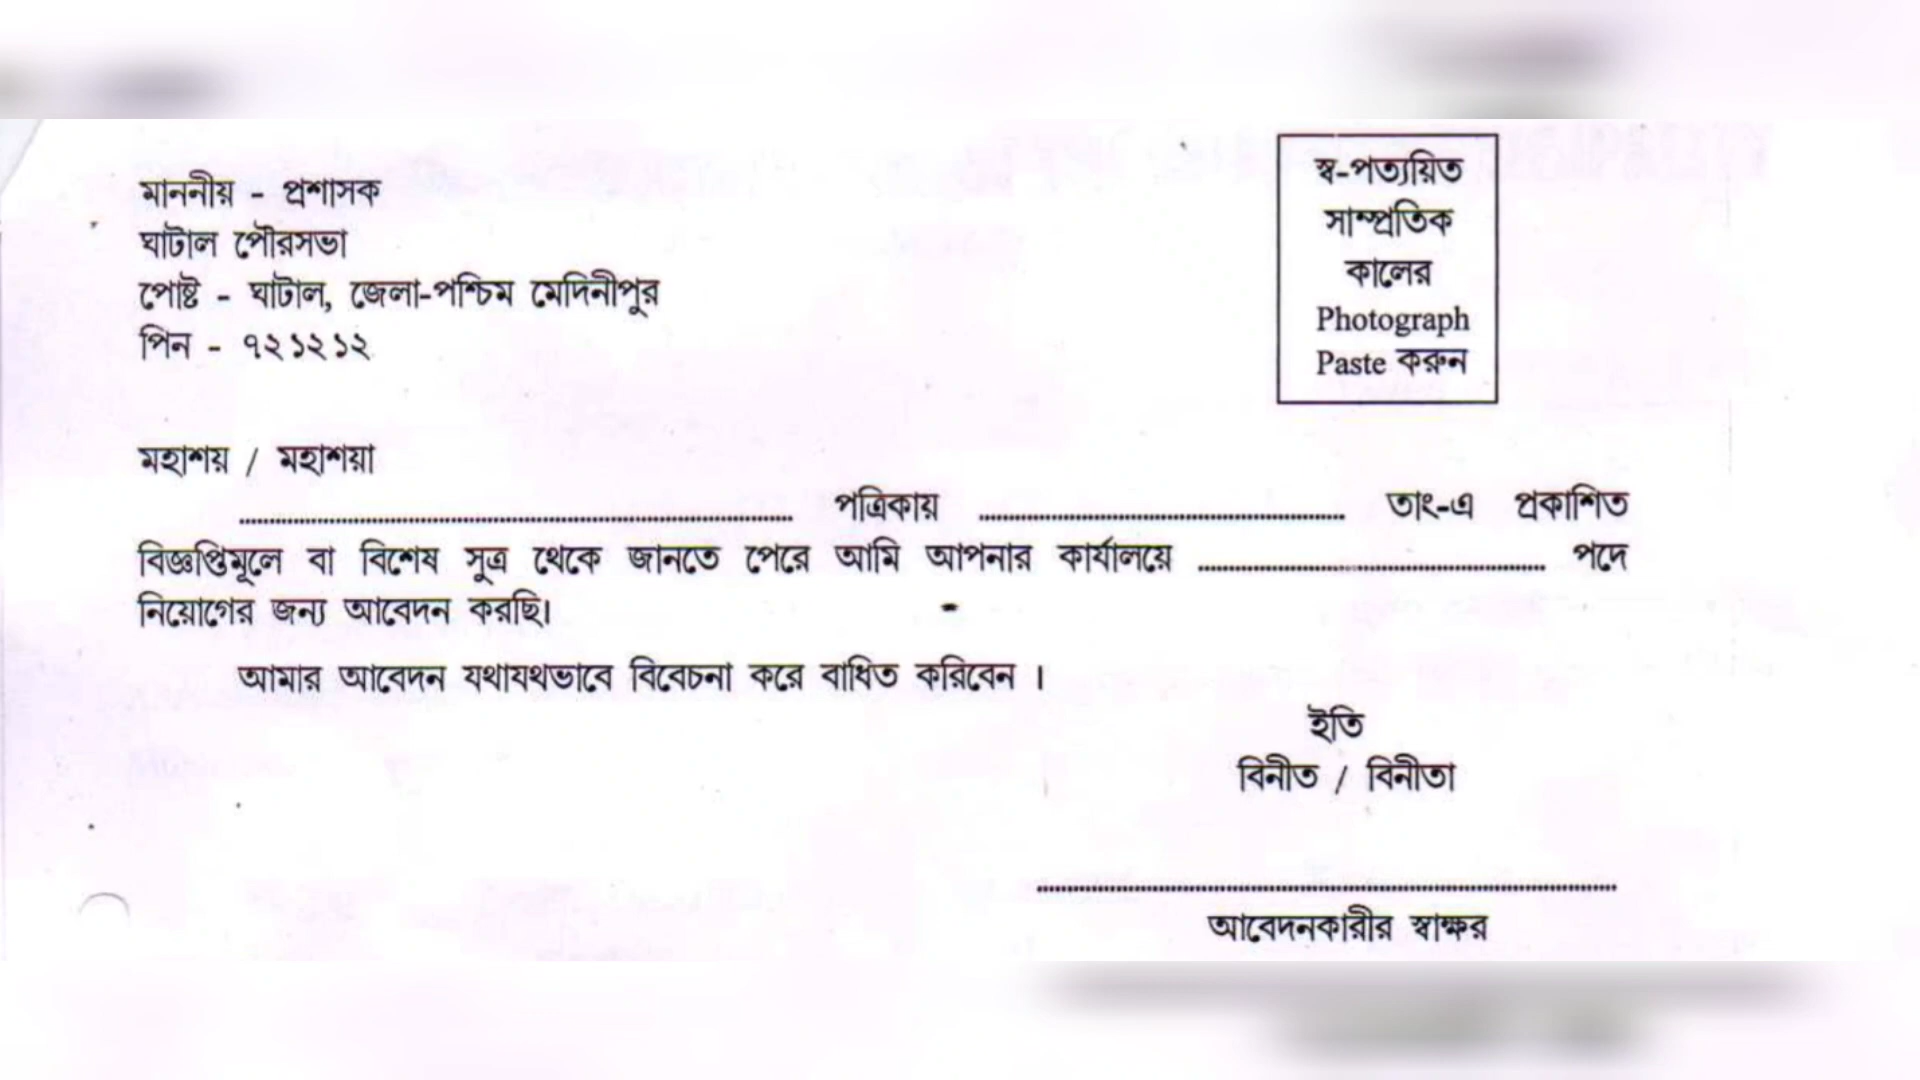 মাননীয় - প্রশাসক
ঘাটাল পৌরসভা
পোষ্ট - ঘাটাল, জেলা-পশ্চিম মেদিনীপুর
পিন - ৭২১২১২
স্ব-পত্যয়িত
সাম্প্রতিক
কালের
Photograph
Paste করুন
মহাশয় / মহাশয়া
........................ পত্রিকায় ........................ তাং-এ প্রকাশিত
বিজ্ঞপ্তিমূলে বা বিশেষ সুত্র থেকে জানতে পেরে আমি আপনার কার্যালয়ে ........................ পদে
নিয়োগের জন্য আবেদন করছি।
আমার আবেদন যথাযথভাবে বিবেচনা করে বাধিত করিবেন ।
ইতি
বিনীত / বিনীতা
আবেদনকারীর স্বাক্ষর